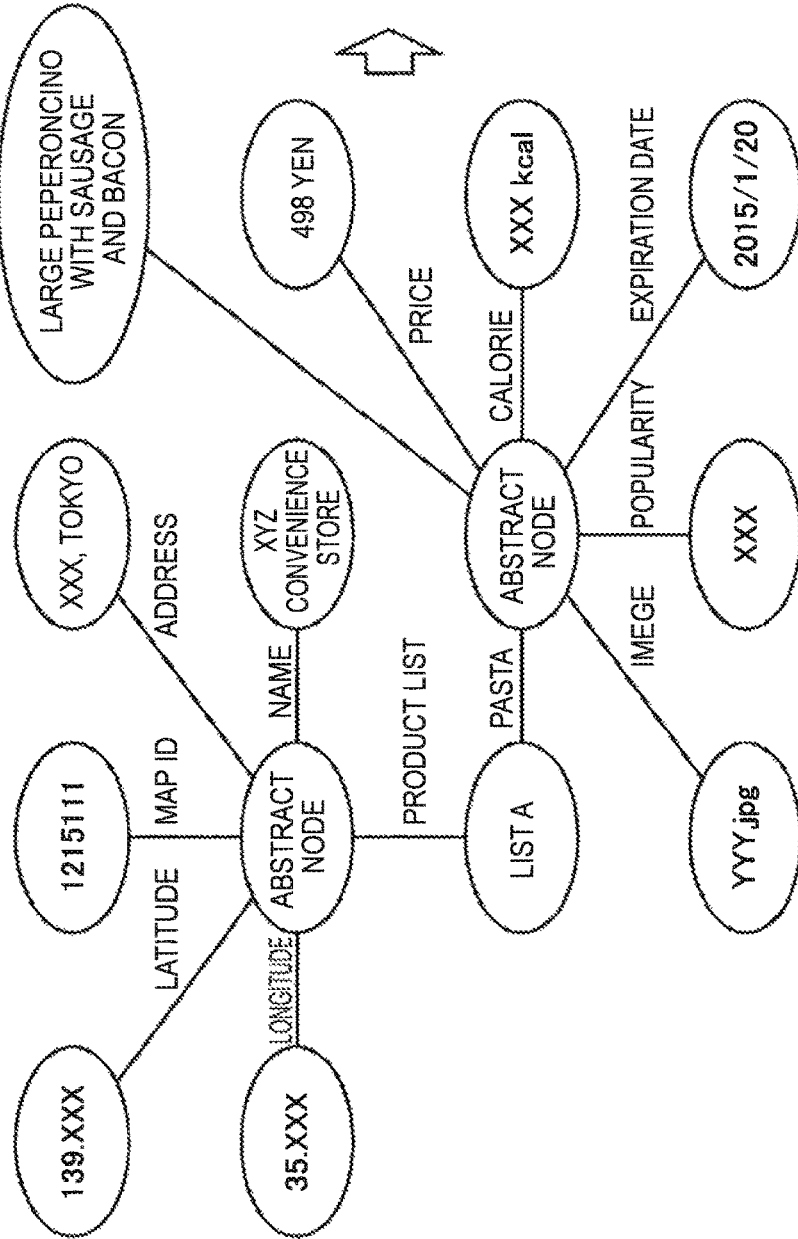 139.XXX
1215111
XXX, TOKYO
LARGE PEPERONCINO
WITH SAUSAGE
AND BACON
LATITUDE
MAP ID
ADDRESS
35.XXX
LONGITUDE
ABSTRACT
NODE
NAME
XYZ
CONVENIENCE
STORE
498 YEN
PRODUCT LIST
PRICE
LIST A
PASTA
ABSTRACT
NODE
CALORIE
XXX kcal
IMEGE
POPULARITY
EXPIRATION DATE
YYY.jpg
XXX
2015/1/20